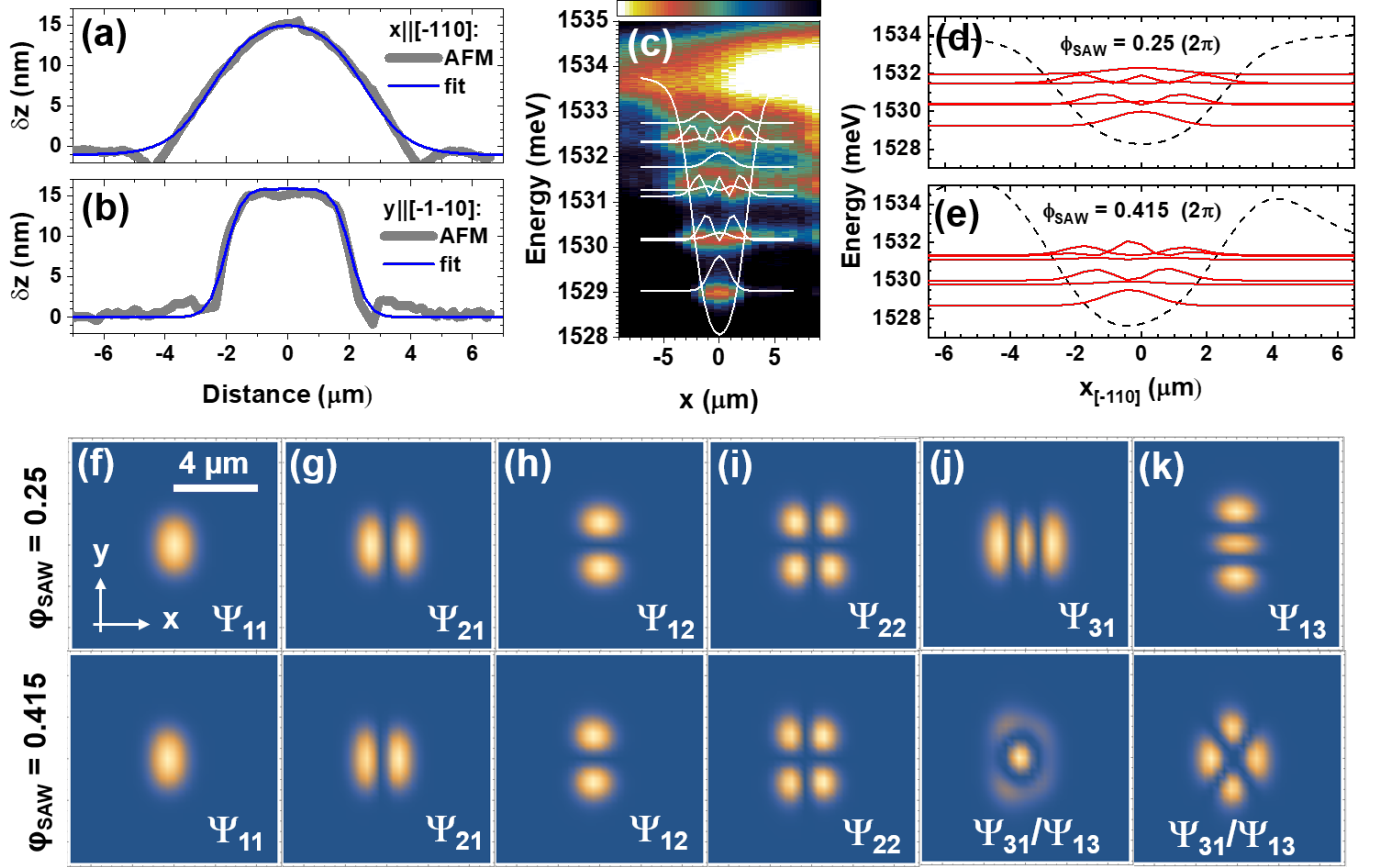 (a)
x||[-110]:
AFM
fit
δz (nm)
15
10
5
0
(b)
y||[-1-10]:
AFM
fit
δz (nm)
15
10
5
0
-6 -4 -2 0 2 4 6
Distance (μm)
(c)
Energy (meV)
1535
1534
1533
1532
1531
1530
1529
1528
-5 0 5
x (μm)
(d)
ϕSAW = 0.25 (2π)
1534
1532
1530
1528
(e)
ϕSAW = 0.415 (2π)
1534
1532
1530
1528
Energy (meV)
-6 -4 -2 0 2 4 6
x[-110] (μm)
φSAW = 0.25
(f)
4 μm
y
x
Ψ11
(g)
Ψ21
(h)
Ψ12
(i)
Ψ22
(j)
Ψ31
(k)
Ψ13
φSAW = 0.415
Ψ11
Ψ21
Ψ12
Ψ22
Ψ31/Ψ13
Ψ31/Ψ13